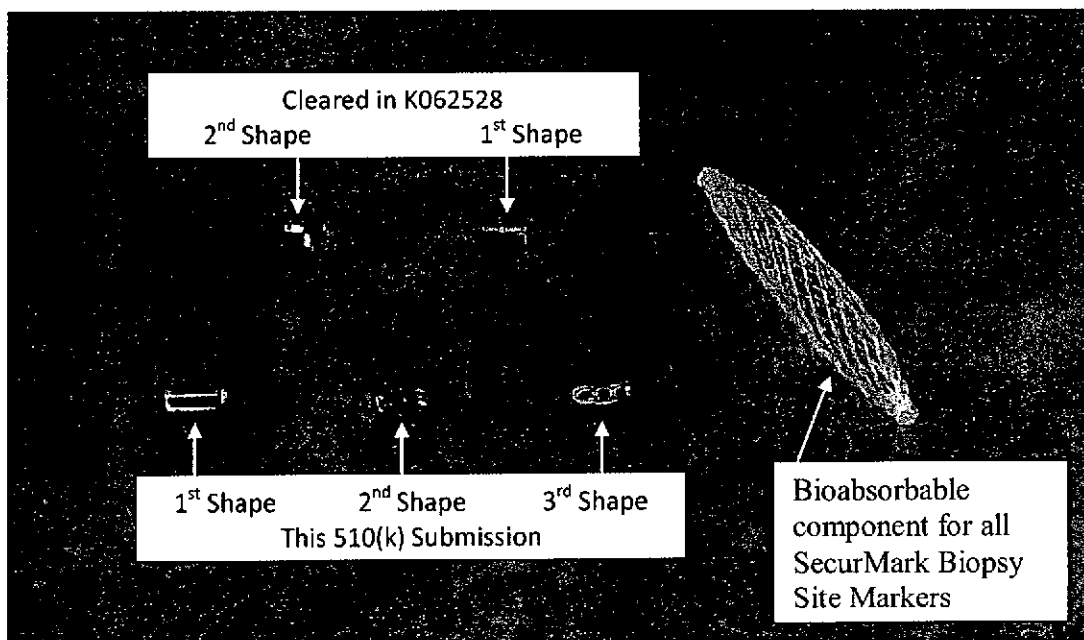 Cleared in K062528
2nd Shape 1st Shape
1st Shape 2nd Shape 3rd Shape
This 510(k) Submission
Bioabsorbable
component for all
SecurMark Biopsy
Site Markers